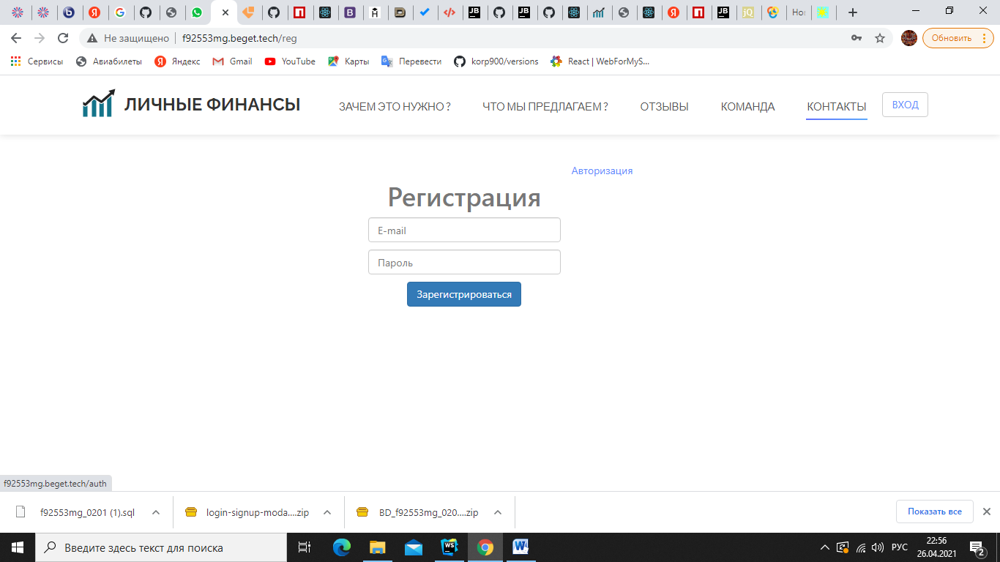 Но
Не защищено
f92553mg.beget.tech/reg
Обновить
Сервисы
Авиабилеты
Яндекс
Gmail
YouTube
Карты
Перевести
korp900/versions
React | WebForMyS...
ЛИЧНЫЕ ФИНАНСЫ
ЗАЧЕМ ЭТО НУЖНО ?
ЧТО МЫ ПРЕДЛАГАЕМ ?
ОТЗЫВЫ
КОМАНДА
КОНТАКТЫ
ВХОД
Авторизация
Регистрация
E-mail
Пароль
Зарегистрироваться
f92553mg.beget.tech/auth
f92553mg_0201 (1).sql
login-signup-moda....zip
BD_f92553mg_020....zip
Показать все
Введите здесь текст для поиска
РУС
22:56
26.04.2021
2